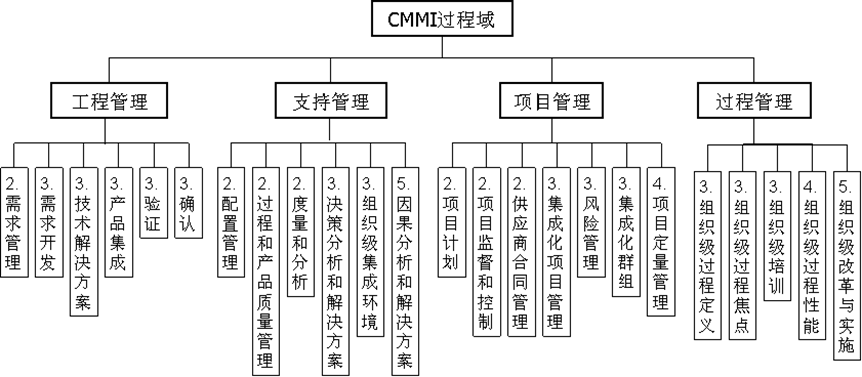 CMMI过程域
工程管理
支持管理
项目管理
过程管理
2.需求管理
3.需求开发
3.技术解决方案
3.产品集成
3.验证
3.确认
2.配置管理
2.过程和产品质量管理
2.度量和分析
3.决策分析和解决方案
3.组织级集成环境
5.因果分析和解决方案
2.项目计划
2.项目监督和控制
2.供应商合同管理
3.集成化项目管理
3.风险管理
3.集成化群组
4.项目定量管理
3.组织级过程定义
3.组织级过程焦点
3.组织级培训
4.组织级过程性能
5.组织级改革与实施